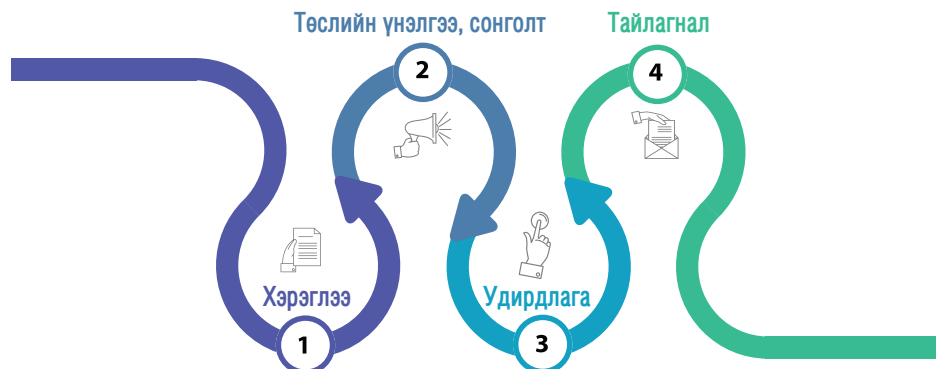 Төслийн үнэлгээ, сонголт
Тайлагнал
2
4
Хэрэглээ
Удирдлага
1
3